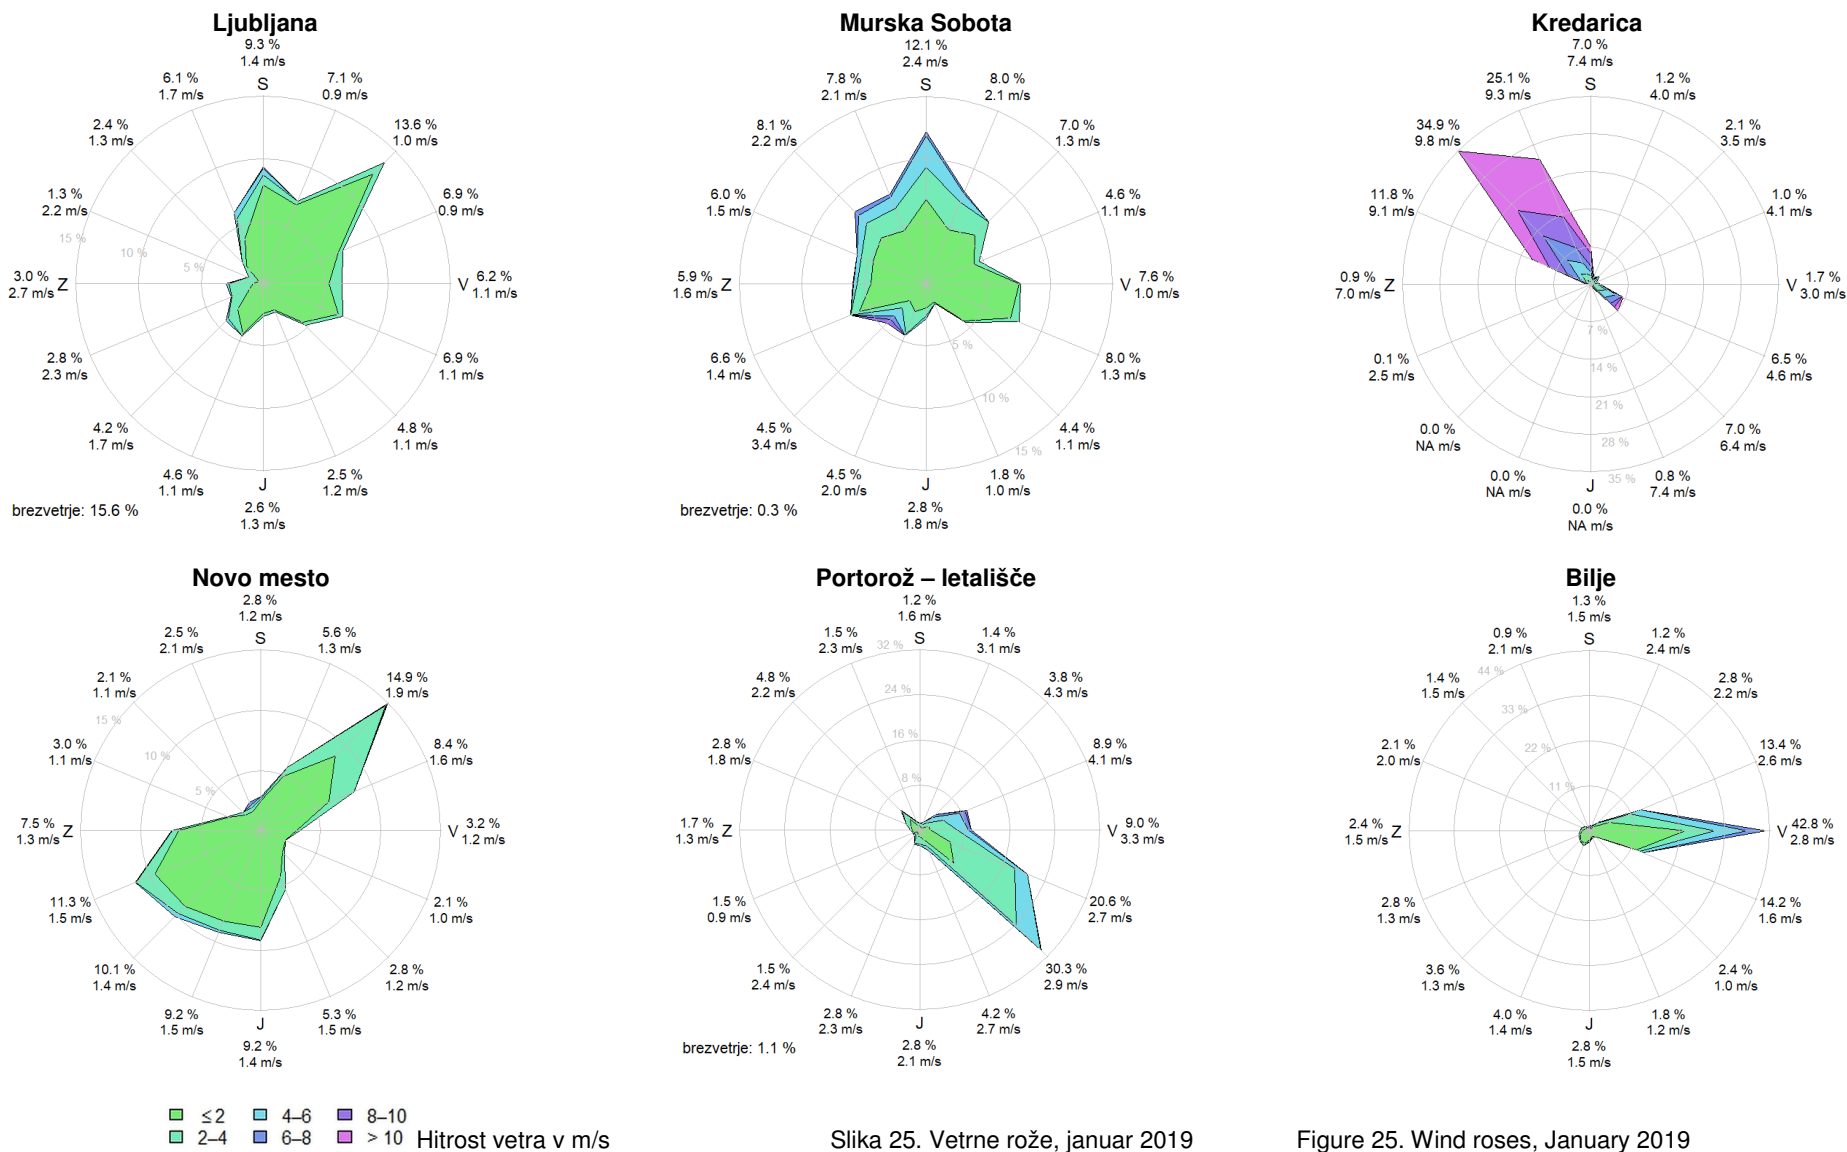 Ljubljana
9.3 %
1.4 m/s
6.1 %
1.7 m/s
S
7.1 %
0.9 m/s
2.4 %
1.3 m/s
13.6 %
1.0 m/s
1.3 %
2.2 m/s
6.9 %
0.9 m/s
15 %
10 %
5 %
3.0 %
2.7 m/s
Z
V
6.2 %
1.1 m/s
2.8 %
2.3 m/s
6.9 %
1.1 m/s
4.2 %
1.7 m/s
4.8 %
1.1 m/s
4.6 %
1.1 m/s
J
2.5 %
1.2 m/s
2.6 %
1.3 m/s
brezvetrje: 15.6 %
Murska Sobota
12.1 %
2.4 m/s
7.8 %
2.1 m/s
S
8.0 %
2.1 m/s
8.1 %
2.2 m/s
7.0 %
1.3 m/s
6.0 %
1.5 m/s
4.6 %
1.1 m/s
5.9 %
1.6 m/s
Z
V
7.6 %
1.0 m/s
5 %
10 %
15 %
6.6 %
1.4 m/s
8.0 %
1.3 m/s
4.5 %
3.4 m/s
4.4 %
1.1 m/s
4.5 %
2.0 m/s
J
1.8 %
1.0 m/s
2.8 %
1.8 m/s
brezvetrje: 0.3 %
Kredarica
7.0 %
7.4 m/s
25.1 %
9.3 m/s
S
1.2 %
4.0 m/s
34.9 %
9.8 m/s
2.1 %
3.5 m/s
11.8 %
9.1 m/s
1.0 %
4.1 m/s
0.9 %
7.0 m/s
Z
V
1.7 %
3.0 m/s
7 %
14 %
21 %
28 %
35 %
0.1 %
2.5 m/s
6.5 %
4.6 m/s
0.0 %
NA m/s
7.0 %
6.4 m/s
0.0 %
NA m/s
J
0.8 %
7.4 m/s
0.0 %
NA m/s
Novo mesto
2.8 %
1.2 m/s
2.5 %
2.1 m/s
S
5.6 %
1.3 m/s
2.1 %
1.1 m/s
14.9 %
1.9 m/s
15 %
10 %
5 %
3.0 %
1.1 m/s
8.4 %
1.6 m/s
7.5 %
1.3 m/s
Z
V
3.2 %
1.2 m/s
11.3 %
1.5 m/s
2.1 %
1.0 m/s
10.1 %
1.4 m/s
2.8 %
1.2 m/s
9.2 %
1.5 m/s
J
5.3 %
1.5 m/s
9.2 %
1.4 m/s
Portorož – letališče
1.2 %
1.6 m/s
1.5 %
2.3 m/s
S
1.4 %
3.1 m/s
32 %
24 %
16 %
8 %
4.8 %
2.2 m/s
3.8 %
4.3 m/s
2.8 %
1.8 m/s
8.9 %
4.1 m/s
1.7 %
1.3 m/s
Z
V
9.0 %
3.3 m/s
1.5 %
0.9 m/s
20.6 %
2.7 m/s
1.5 %
2.4 m/s
30.3 %
2.9 m/s
2.8 %
2.3 m/s
J
4.2 %
2.7 m/s
2.8 %
2.1 m/s
brezvetrje: 1.1 %
Bilje
1.3 %
1.5 m/s
0.9 %
2.1 m/s
S
1.2 %
2.4 m/s
44 %
33 %
22 %
11 %
1.4 %
1.5 m/s
2.8 %
2.2 m/s
2.1 %
2.0 m/s
13.4 %
2.6 m/s
2.4 %
1.5 m/s
Z
V
42.8 %
2.8 m/s
2.8 %
1.3 m/s
14.2 %
1.6 m/s
3.6 %
1.3 m/s
2.4 %
1.0 m/s
4.0 %
1.4 m/s
J
1.8 %
1.2 m/s
2.8 %
1.5 m/s
≤ 2
4–6
8–10
2–4
6–8
> 10
Hitrost vetra v m/s
Slika 25. Vetrne rože, januar 2019
Figure 25. Wind roses, January 2019